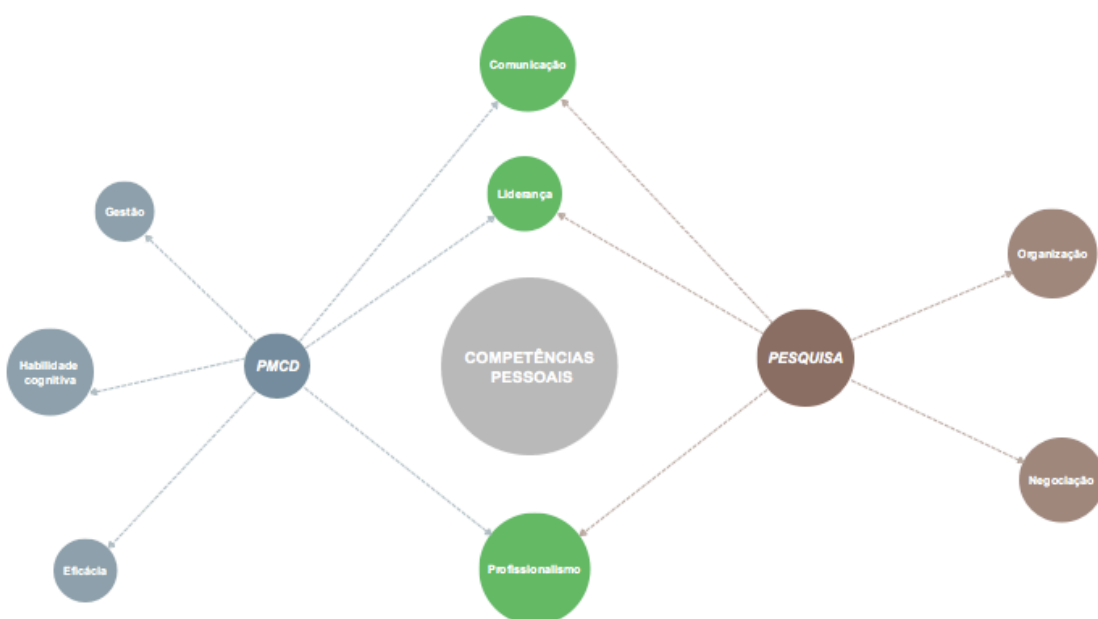 Comunicação
Liderança
Gestão
Organização
COMPETÊNCIAS
PESSOAIS
PMCD
PESQUISA
Habilidade
cognitiva
Negociação
Eficácia
Profissionalismo